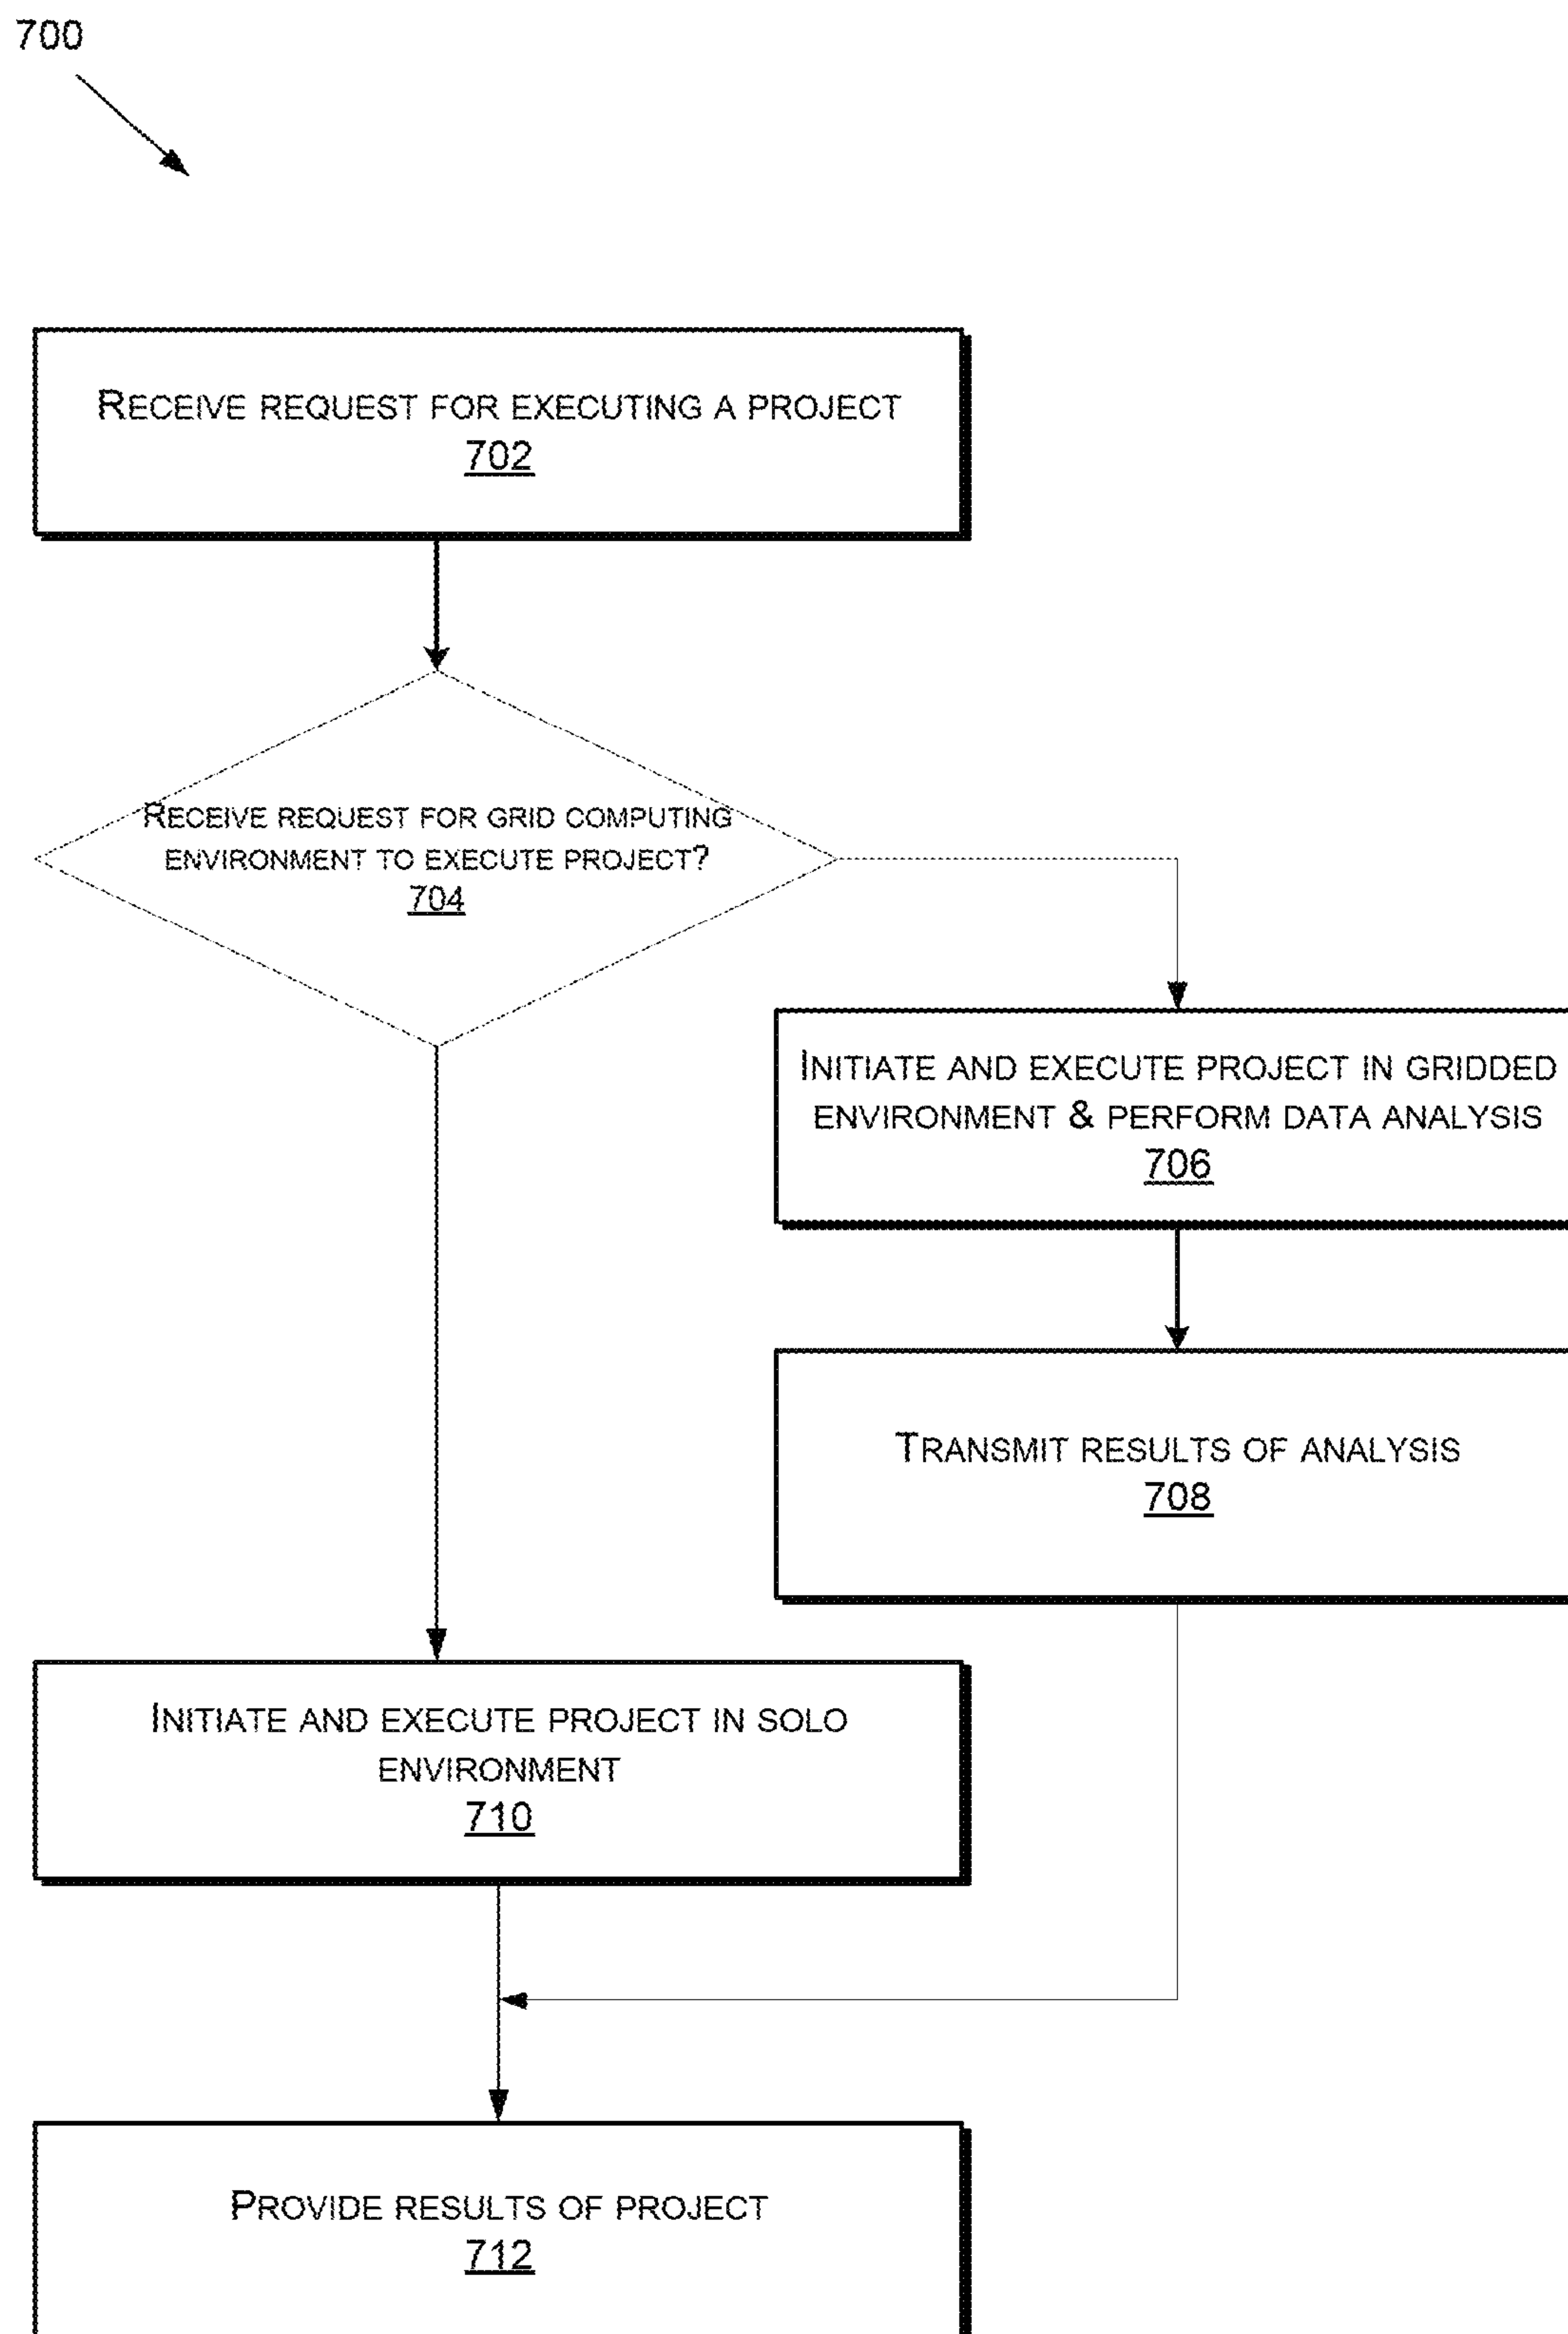 700
RECEIVE REQUEST FOR EXECUTING A PROJECT
702
RECEIVE REQUEST FOR GRID COMPUTING
ENVIRONMENT TO EXECUTE PROJECT?
704
INITIATE AND EXECUTE PROJECT IN GRIDDED
ENVIRONMENT & PERFORM DATA ANALYSIS
706
TRANSMIT RESULTS OF ANALYSIS
708
INITIATE AND EXECUTE PROJECT IN SOLO
ENVIRONMENT
710
PROVIDE RESULTS OF PROJECT
712